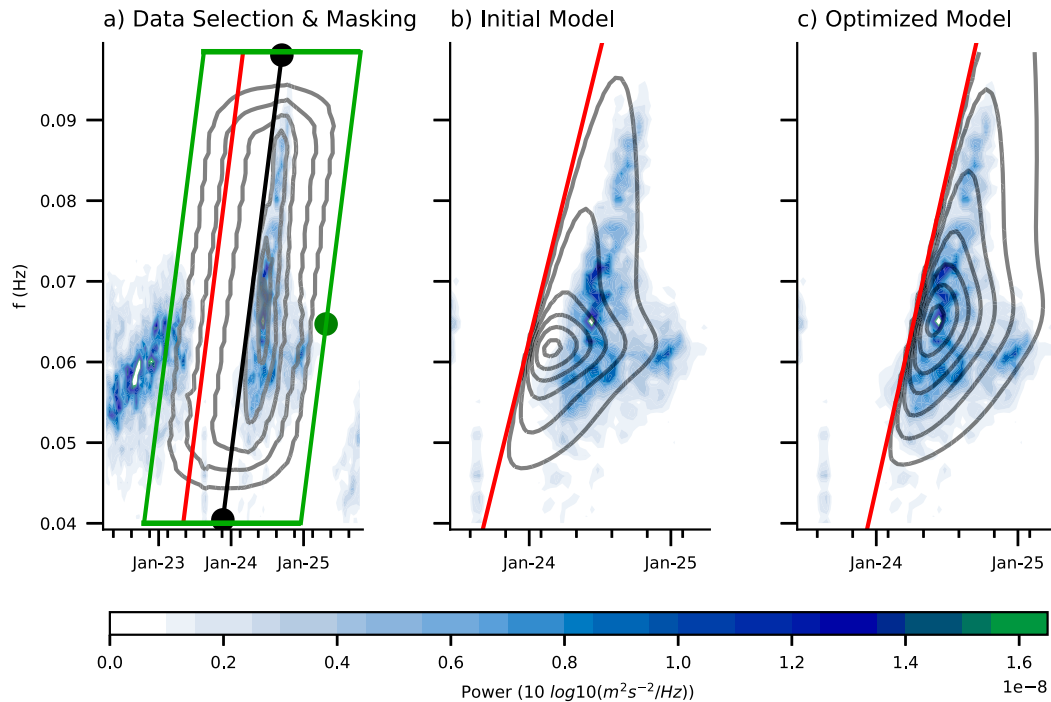 a) Data Selection & Masking
b) Initial Model
c) Optimized Model
f (Hz)
0.09
0.08
0.07
0.06
0.05
0.04
Jan-23 Jan-24 Jan-25
Jan-24 Jan-25
Jan-24 Jan-25
0.0 0.2 0.4 0.6 0.8 1.0 1.2 1.4 1.6
1e−8
Power (10 log10(m²s⁻²/Hz))